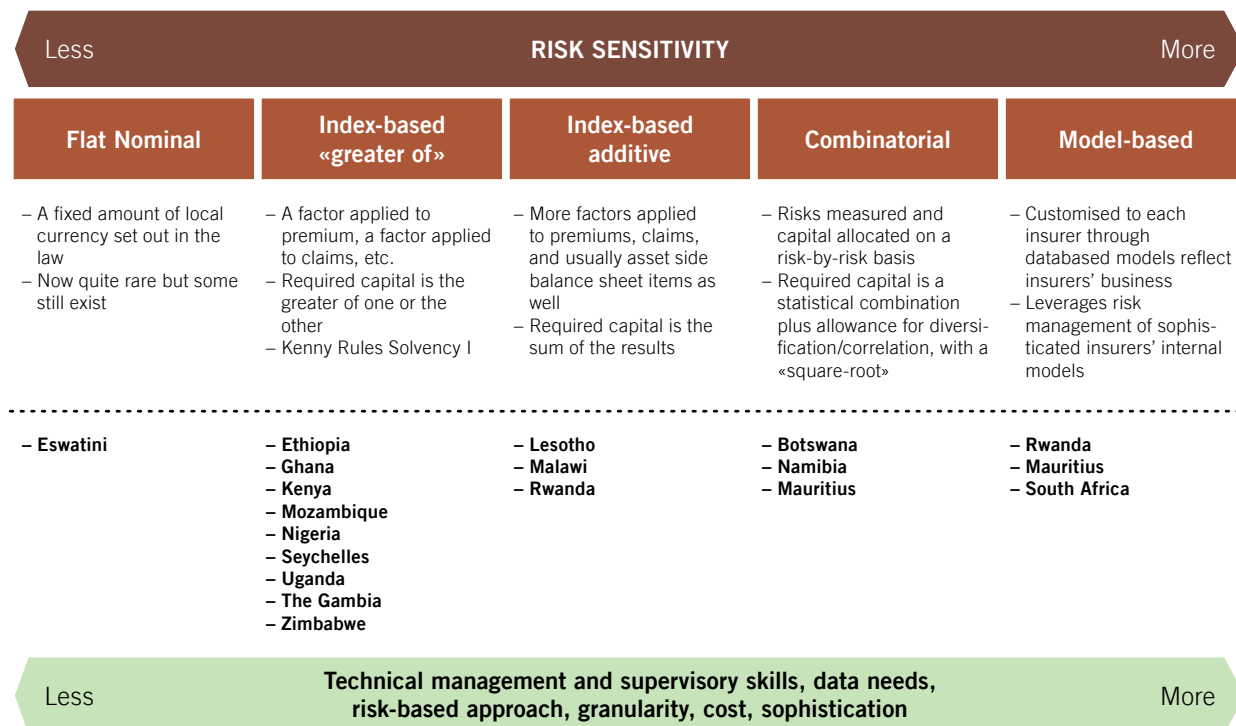 Less
RISK SENSITIVITY
More
Flat Nominal
Index-based
«greater of»
Index-based
additive
Combinatorial
Model-based
– A fixed amount of local
currency set out in the
law
– Now quite rare but some
still exist
– A factor applied to
premium, a factor applied
to claims, etc.
– Required capital is the
greater of one or the
other
– Kenny Rules Solvency I
– More factors applied
to premiums, claims,
and usually asset side
balance sheet items as
well
– Required capital is the
sum of the results
– Risks measured and
capital allocated on a
risk-by-risk basis
– Required capital is a
statistical combination
plus allowance for diversi-
fication/correlation, with a
«square-root»
– Customised to each
insurer through
databased models reflect
insurers’ business
– Leverages risk
management of sophis-
ticated insurers’ internal
models
– Eswatini
– Ethiopia
– Ghana
– Kenya
– Mozambique
– Nigeria
– Seychelles
– Uganda
– The Gambia
– Zimbabwe
– Lesotho
– Malawi
– Rwanda
– Botswana
– Namibia
– Mauritius
– Rwanda
– Mauritius
– South Africa
Less
Technical management and supervisory skills, data needs,
risk-based approach, granularity, cost, sophistication
More